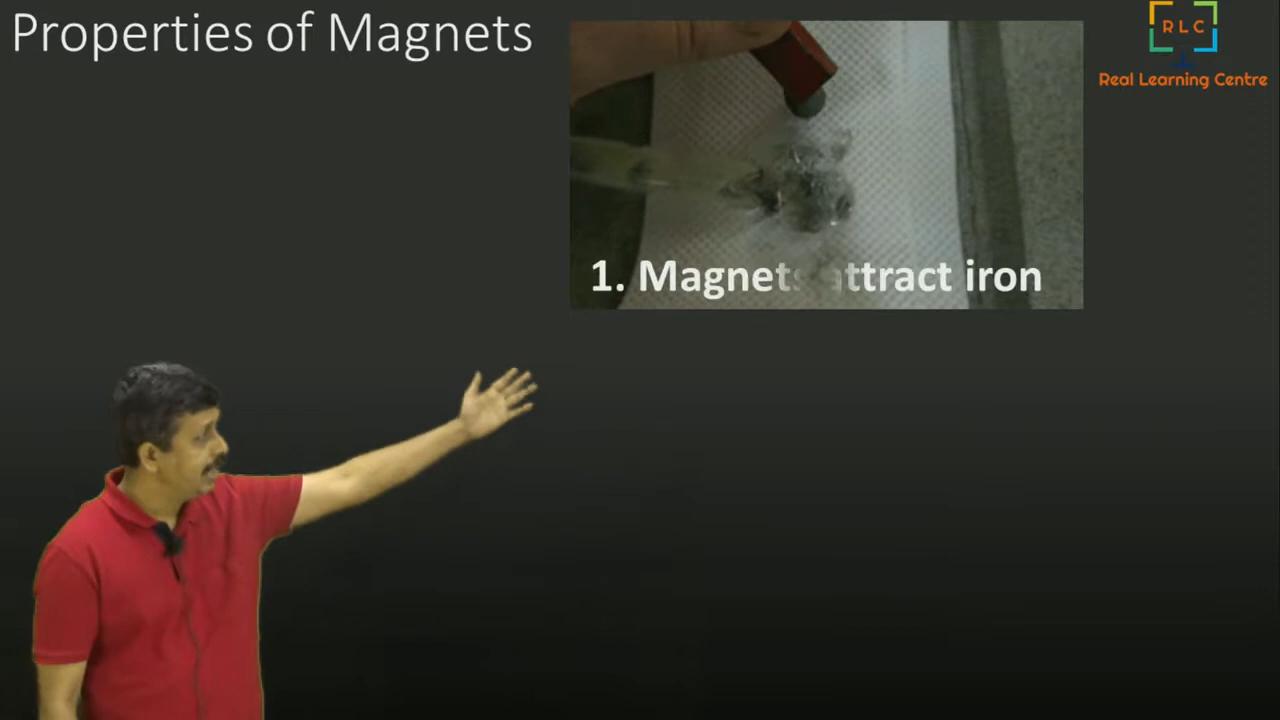 Properties of Magnets
RLC
Real Learning Centre
1. Magnets attract iron